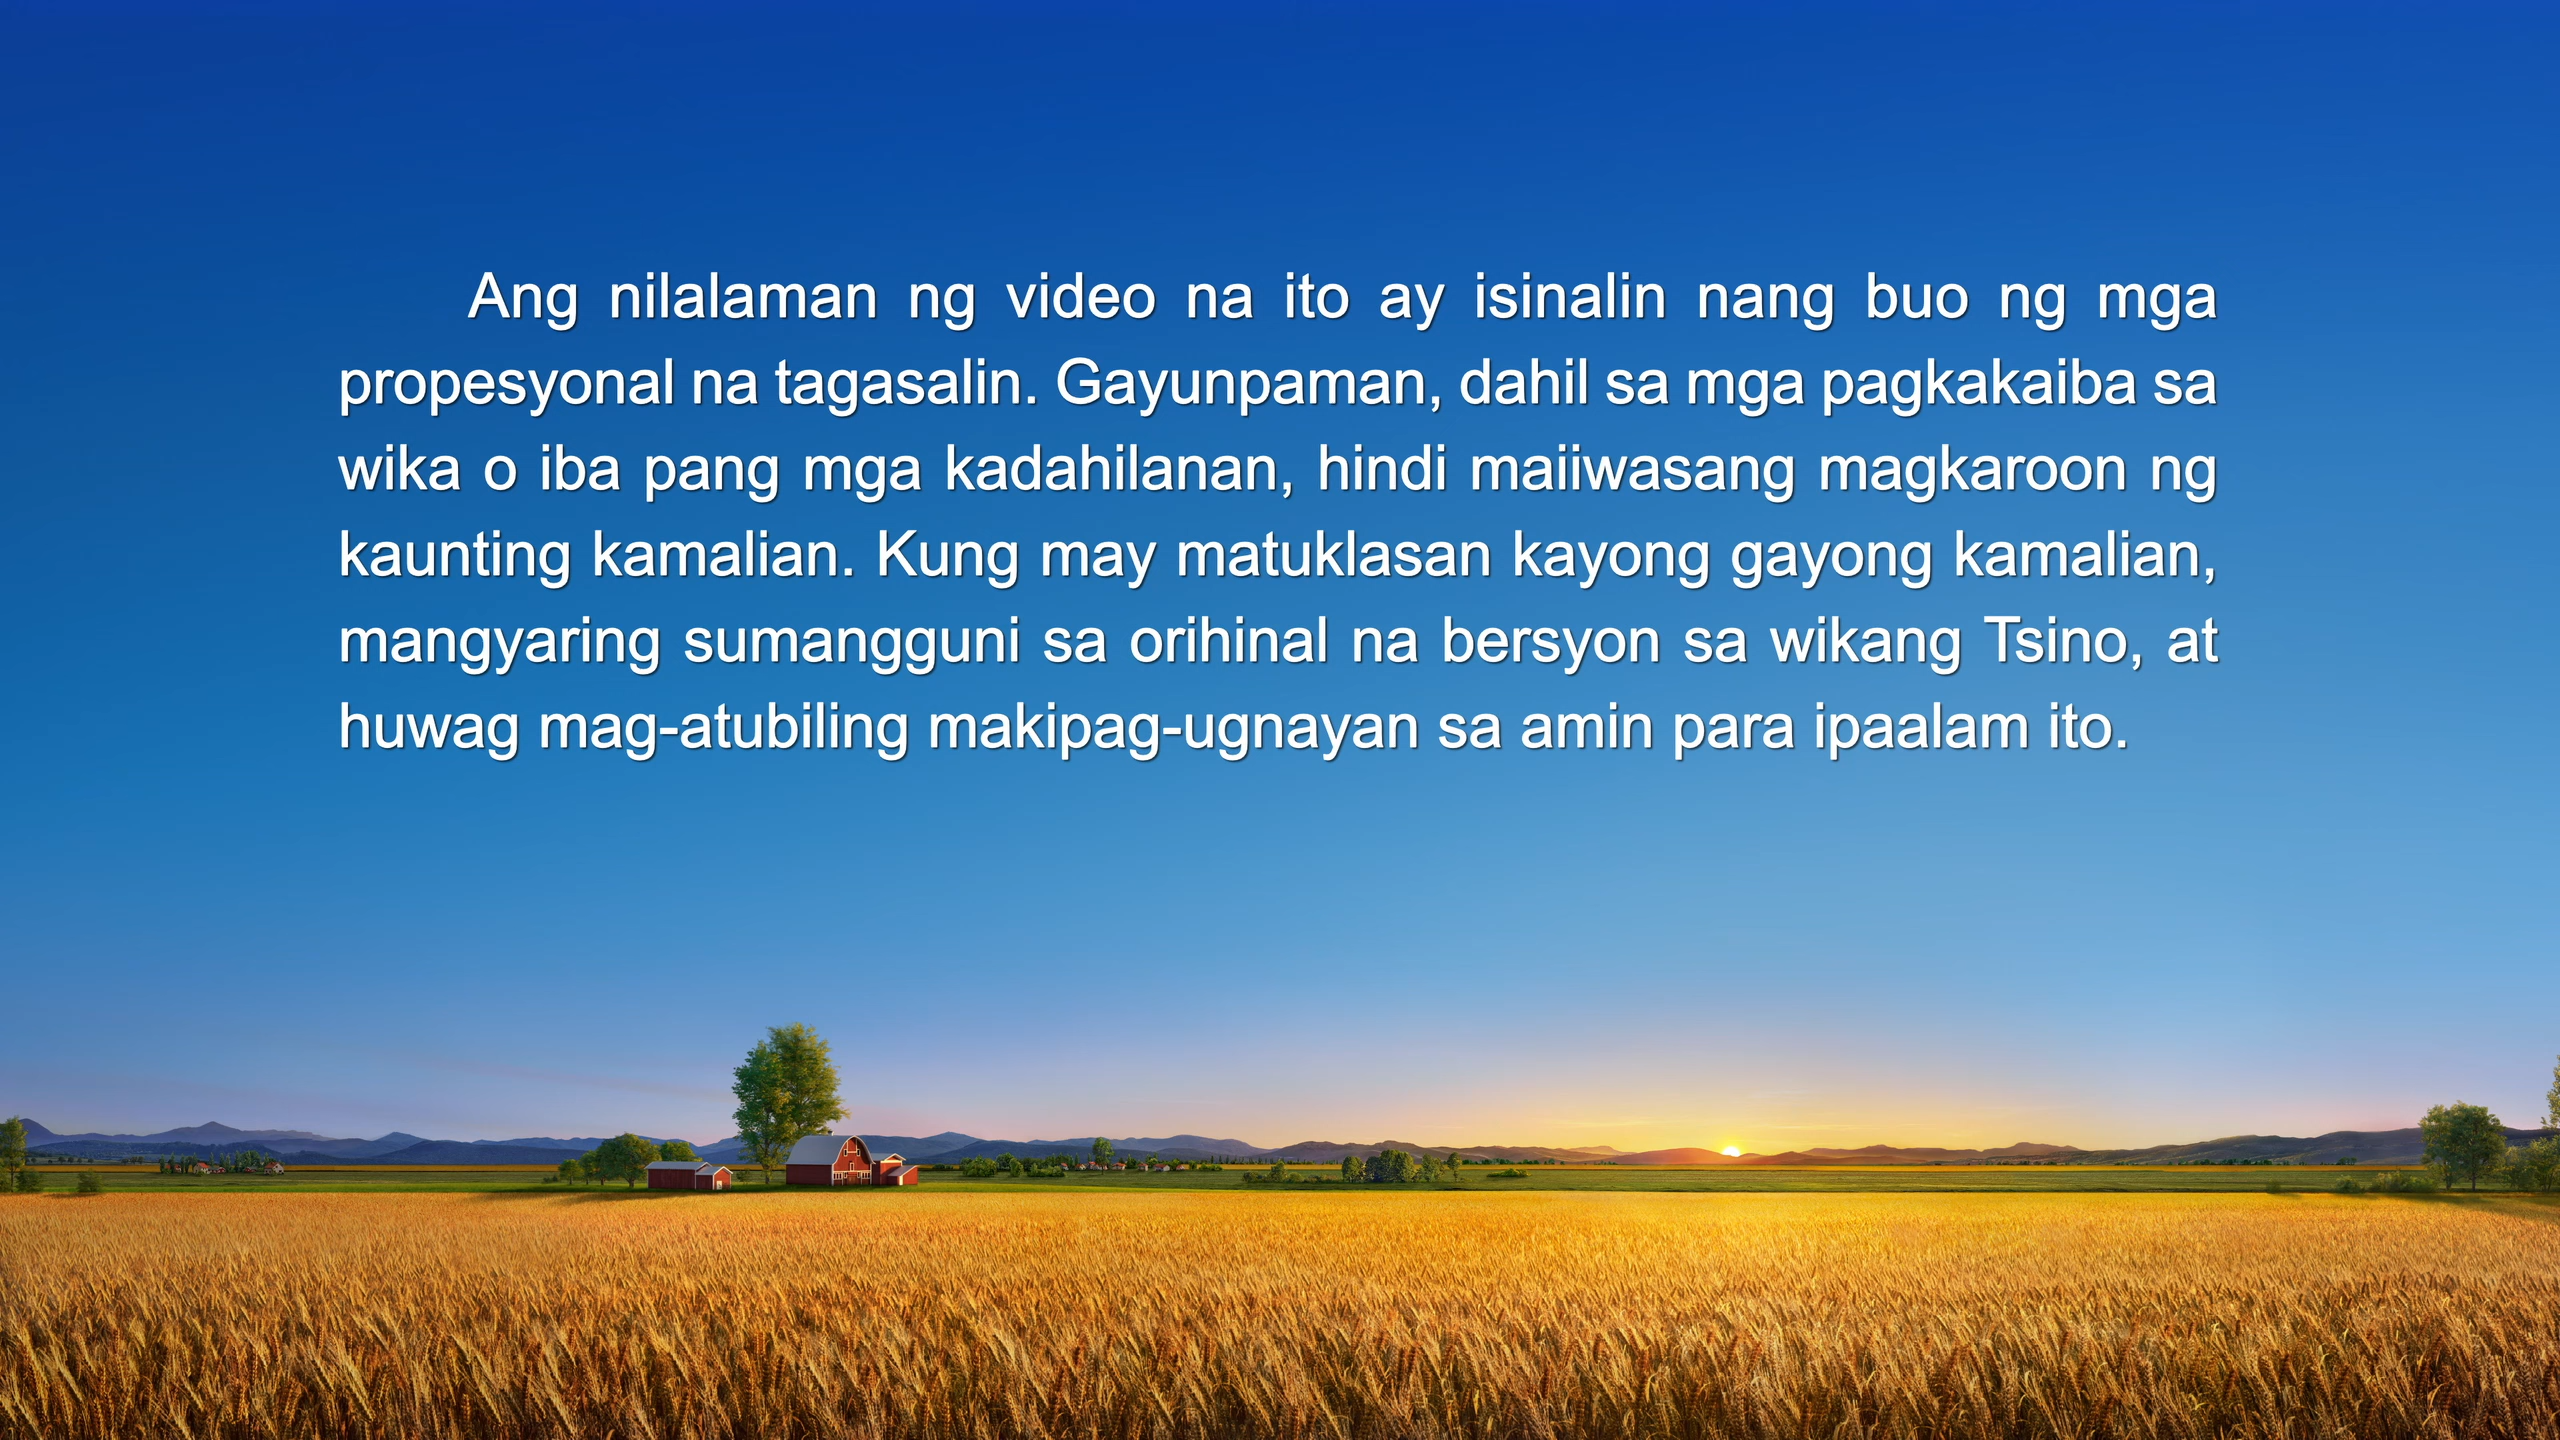 Ang nilalaman ng video na ito ay isinalin nang buo ng mga
propesyonal na tagasalin. Gayunpaman, dahil sa mga pagkakaiba sa
wika o iba pang mga kadahilanan, hindi maiiwasang magkaroon ng
kaunting kamalian. Kung may matuklasan kayong gayong kamalian,
mangyaring sumangguni sa orihinal na bersyon sa wikang Tsino, at
huwag mag-atubiling makipag-ugnayan sa amin para ipaalam ito.